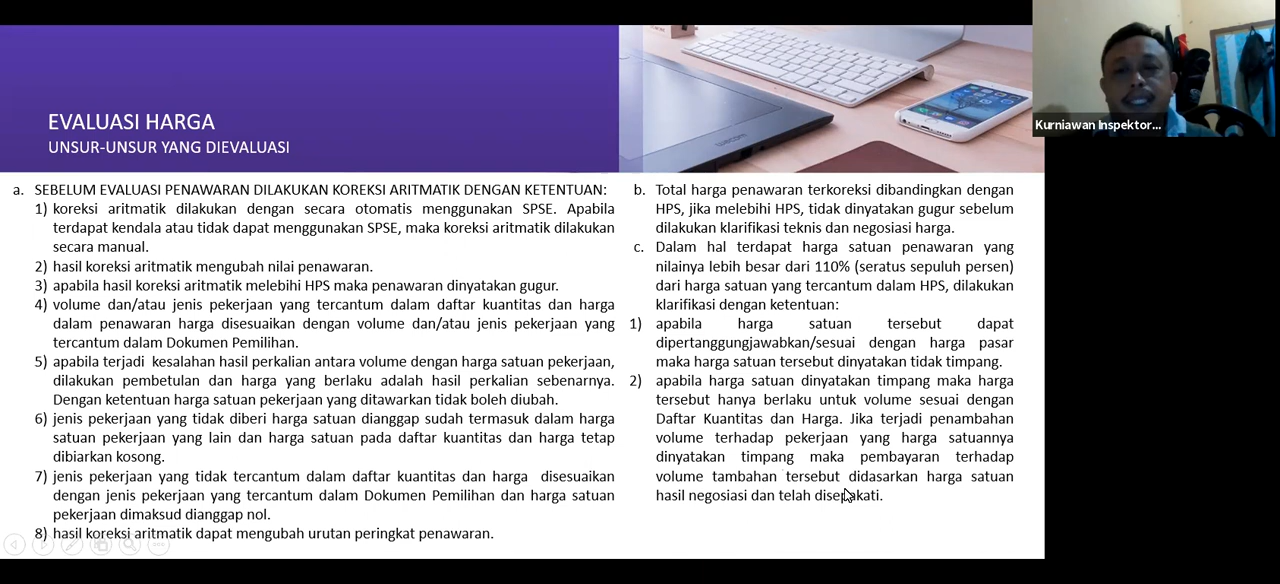 EVALUASI HARGA
UNSUR-UNSUR YANG DIEVALUASI
a. SEBELUM EVALUASI PENAWARAN DILAKUKAN KOREKSI ARITMATIK DENGAN KETENTUAN:
1) koreksi aritmatik dilakukan dengan secara otomatis menggunakan SPSE. Apabila
terdapat kendala atau tidak dapat menggunakan SPSE, maka koreksi aritmatik dilakukan
secara manual.
2) hasil koreksi aritmatik mengubah nilai penawaran.
3) apabila hasil koreksi aritmatik melebihi HPS maka penawaran dinyatakan gugur.
4) volume dan/atau jenis pekerjaan yang tercantum dalam daftar kuantitas dan harga
dalam penawaran harga disesuaikan dengan volume dan/atau jenis pekerjaan yang
tercantum dalam Dokumen Pemilihan.
5) apabila terjadi kesalahan hasil perkalian antara volume dengan harga satuan pekerjaan,
dilakukan pembetulan dan harga yang berlaku adalah hasil perkalian sebenarnya.
Dengan ketentuan harga satuan pekerjaan yang ditawarkan tidak boleh diubah.
6) jenis pekerjaan yang tidak diberi harga satuan dianggap sudah termasuk dalam harga
satuan pekerjaan yang lain dan harga satuan pada daftar kuantitas dan harga tetap
dibiarkan kosong.
7) jenis pekerjaan yang tidak tercantum dalam daftar kuantitas dan harga disesuaikan
dengan jenis pekerjaan yang tercantum dalam Dokumen Pemilihan dan harga satuan
pekerjaan dimaksud dianggap nol.
8) hasil koreksi aritmatik dapat mengubah urutan peringkat penawaran.
b. Total harga penawaran terkoreksi dibandingkan dengan
HPS, jika melebihi HPS, tidak dinyatakan gugur sebelum
dilakukan klarifikasi teknis dan negosiasi harga.
c. Dalam hal terdapat harga satuan penawaran yang
nilainya lebih besar dari 110% (seratus sepuluh persen)
dari harga satuan yang tercantum dalam HPS, dilakukan
klarifikasi dengan ketentuan:
1) apabila harga satuan tersebut dapat
dipertanggungjawabkan/sesuai dengan harga pasar
maka harga satuan tersebut dinyatakan tidak timpang.
2) apabila harga satuan dinyatakan timpang maka harga
tersebut hanya berlaku untuk volume sesuai dengan
Daftar Kuantitas dan Harga. Jika terjadi penambahan
volume terhadap pekerjaan yang harga satuannya
dinyatakan timpang maka pembayaran terhadap
volume tambahan tersebut didasarkan harga satuan
hasil negosiasi dan telah disepakati.
wacom
Kurniawan Inspektor...